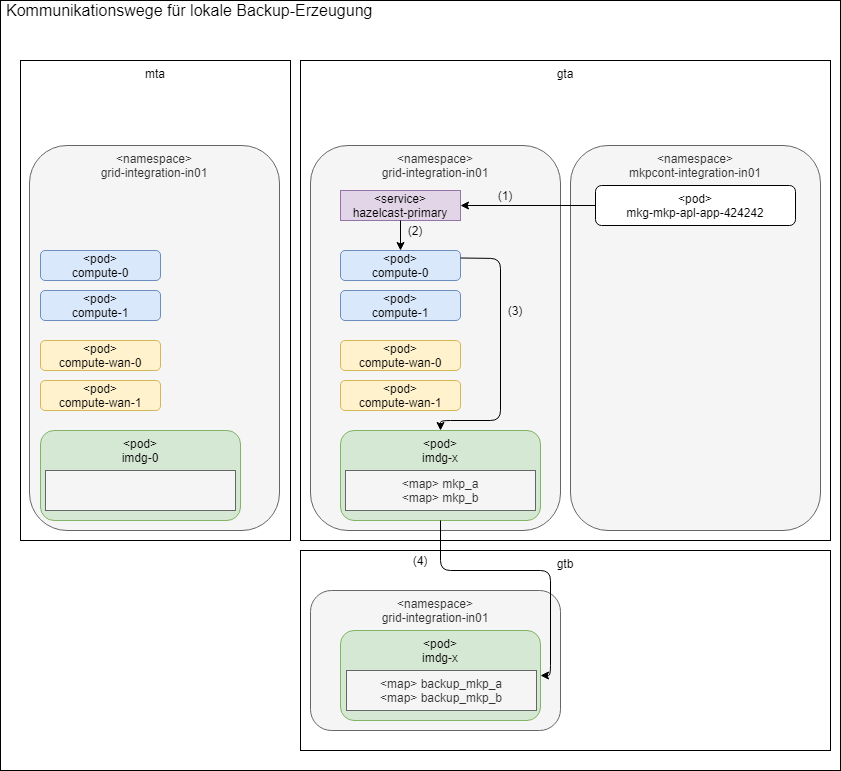 Kommunikationswege für lokale Backup-Erzeugung
mta
<namespace>
grid-integration-in01
<pod>
compute-0
<pod>
compute-1
<pod>
compute-wan-0
<pod>
compute-wan-1
<pod>
imdg-0
gta
<namespace>
grid-integration-in01
<service>
hazelcast-primary
(1)
(2)
<pod>
compute-0
(3)
<pod>
compute-1
<pod>
compute-wan-0
<pod>
compute-wan-1
<pod>
imdg-x
<map> mkp_a
<map> mkp_b
<namespace>
mkpcont-integration-in01
<pod>
mkg-mkp-apl-app-424242
(4)
gtb
<namespace>
grid-integration-in01
<pod>
imdg-x
<map> backup_mkp_a
<map> backup_mkp_b